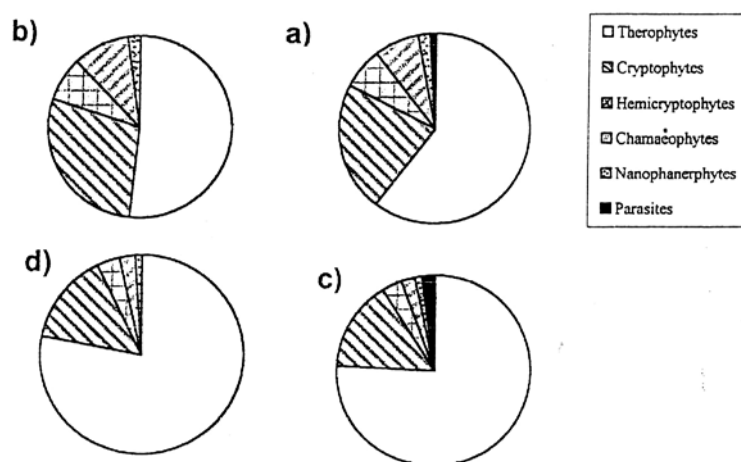 b)
a)
Therophytes
Cryptophytes
Hemicryptophytes
Chamaeophytes
Nanophanerphytes
Parasites
d)
c)